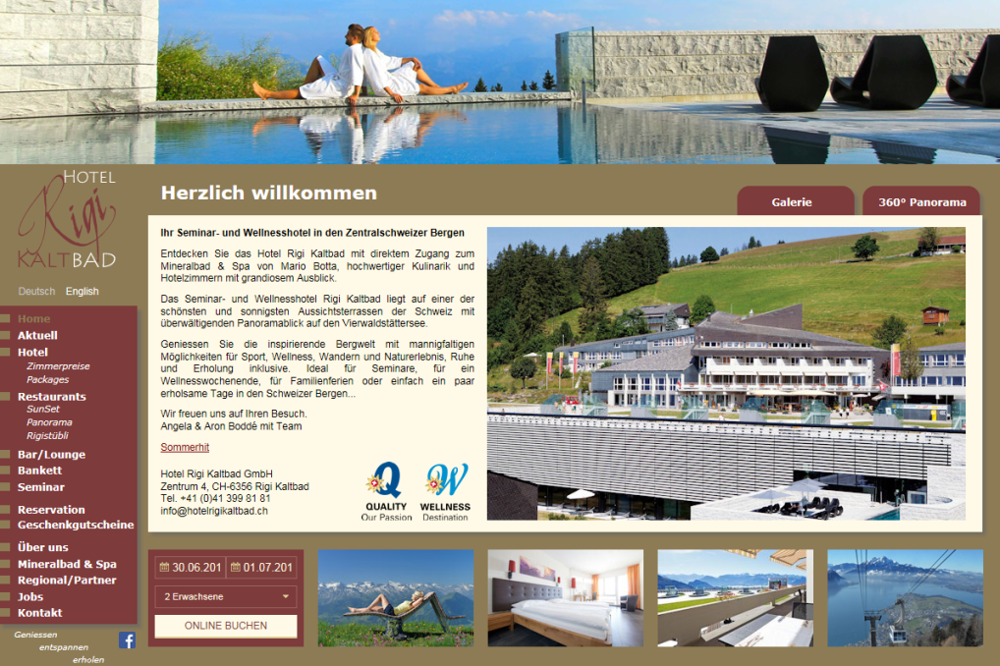 HOTEL
Rigi
KALTBAD
Deutsch English
Home
Aktuell
Hotel
Zimmerpreise
Packages
Restaurants
SunSet
Panorama
Rigistübli
Bar/Lounge
Bankett
Seminar
Reservation
Geschenkgutscheine
Über uns
Mineralbad & Spa
Regional/Partner
Jobs
Kontakt
Geniessen
entspannen
erholen
f
Herzlich willkommen
Galerie
360° Panorama
Ihr Seminar- und Wellnesshotel in den Zentralschweizer Bergen
Entdecken Sie das Hotel Rigi Kaltbad mit direktem Zugang zum
Mineralbad & Spa von Mario Botta, hochwertiger Kulinarik und
Hotelzimmern mit grandiosem Ausblick.
Das Seminar- und Wellnesshotel Rigi Kaltbad liegt auf einer der
schönsten und sonnigsten Aussichtsterrassen der Schweiz mit
überwältigenden Panoramablick auf den Vierwaldstättersee.
Geniessen Sie die inspirierende Bergwelt mit mannigfaltigen
Möglichkeiten für Sport, Wellness, Wandern und Naturerlebnis, Ruhe
und Erholung inklusive. Ideal für Seminare, für ein
Wellnesswochenende, für Familienferien oder einfach ein paar
erholsame Tage in den Schweizer Bergen...
Wir freuen uns auf Ihren Besuch.
Angela & Aron Boddé mit Team
Sommerhit
Hotel Rigi Kaltbad GmbH
Zentrum 4, CH-6356 Rigi Kaltbad
Tel. +41 (0)41 399 81 81
info@hotelrigikaltbad.ch
Q
QUALITY
Our Passion
W
WELLNESS
Destination
30.06.201 01.07.201
2 Erwachsene
ONLINE BUCHEN